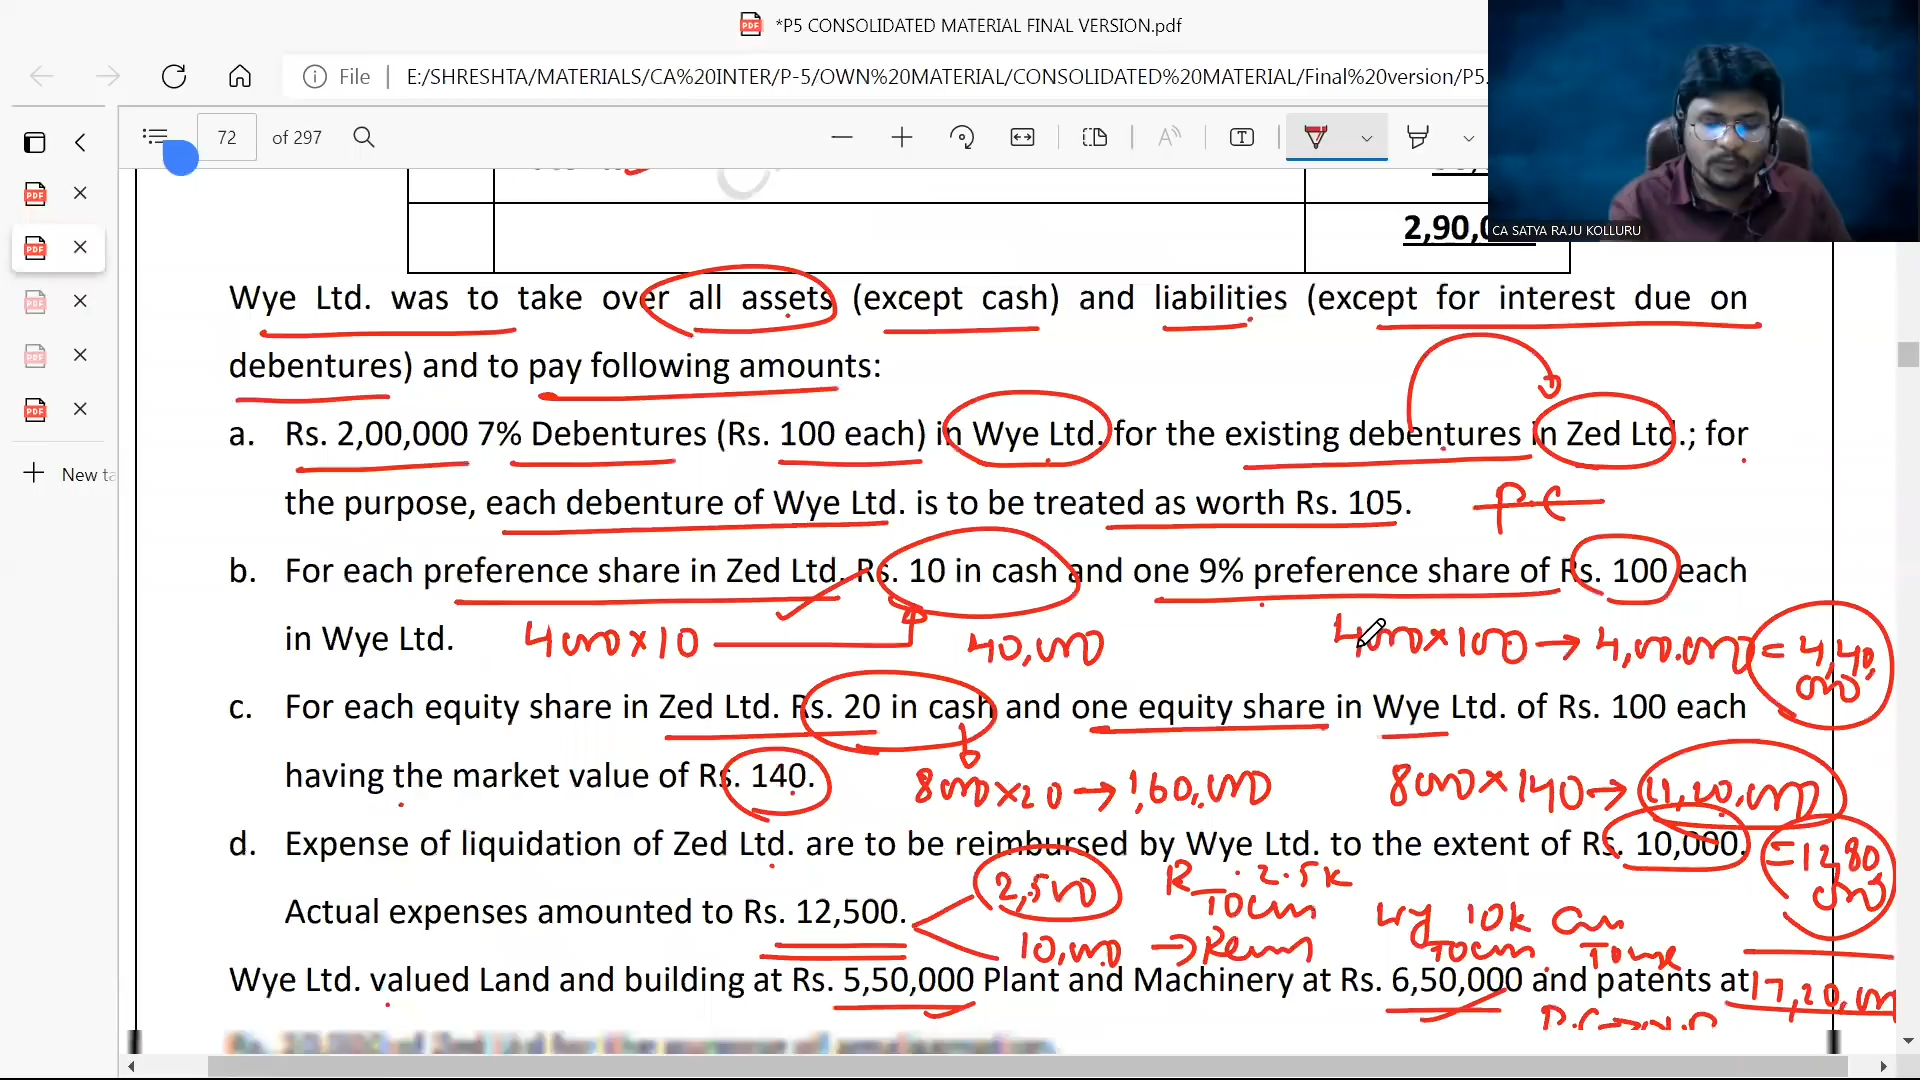 *P5 CONSOLIDATED MATERIAL FINAL VERSION.pdf
File E:/SHRESHTA/MATERIALS/CA%20INTER/P-5/OWN%20MATERIAL/CONSOLIDATED%20MATERIAL/Final%20version/P5.
72 of 297
CA SATYA RAJU KOLLURU
New ta
2,90,0
Wye Ltd. was to take over all assets (except cash) and liabilities (except for interest due on
debentures) and to pay following amounts:
a. Rs. 2,00,000 7% Debentures (Rs. 100 each) in Wye Ltd. for the existing debentures in Zed Ltd.; for
the purpose, each debenture of Wye Ltd. is to be treated as worth Rs. 105. P.C
b. For each preference share in Zed Ltd. Rs. 10 in cash and one 9% preference share of Rs. 100 each
in Wye Ltd. 4000×10 40,000 4000×100 → 4,00,000 = 4,40,000
c. For each equity share in Zed Ltd. Rs. 20 in cash and one equity share in Wye Ltd. of Rs. 100 each
having the market value of Rs. 140. 8000×20 → 1,60,000 8000×140 → 11,20,000
d. Expense of liquidation of Zed Ltd. are to be reimbursed by Wye Ltd. to the extent of Rs. 10,000. =12,80,000
2,500 R 2.5K
Actual expenses amounted to Rs. 12,500. 10k
10,000 →
Wye Ltd. valued Land and building at Rs. 5,50,000 Plant and Machinery at Rs. 6,50,000 and patents at 17,20,000